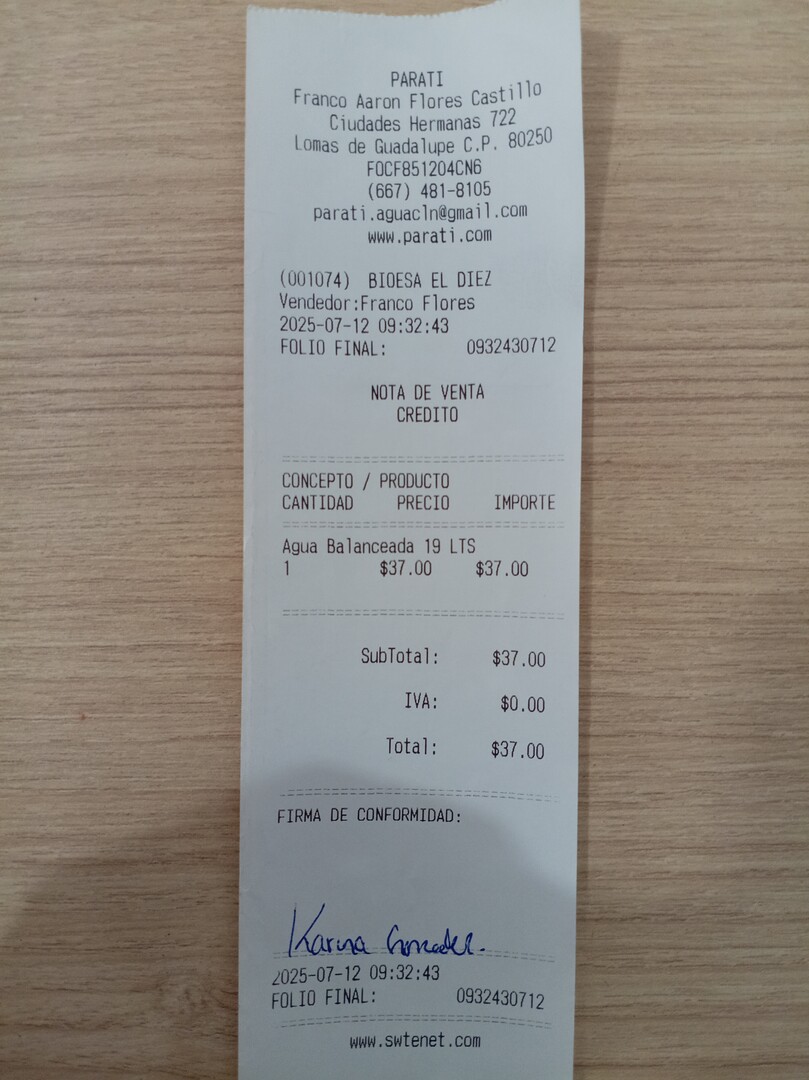 PARATI
Franco Aaron Flores Castillo
Ciudades Hermanas 722
Lomas de Guadalupe C.P. 80250
FOCF851204CN6
(667) 481-8105
parati.aguacln@gmail.com
www.parati.com
(001074) BIOESA EL DIEZ
Vendedor:Franco Flores
2025-07-12 09:32:43
FOLIO FINAL: 0932430712
NOTA DE VENTA
CREDITO
CONCEPTO / PRODUCTO
CANTIDAD PRECIO IMPORTE
Agua Balanceada 19 LTS
1 $37.00 $37.00
SubTotal: $37.00
IVA: $0.00
Total: $37.00
FIRMA DE CONFORMIDAD:
Karina
2025-07-12 09:32:43
FOLIO FINAL: 0932430712
www.swtenet.com